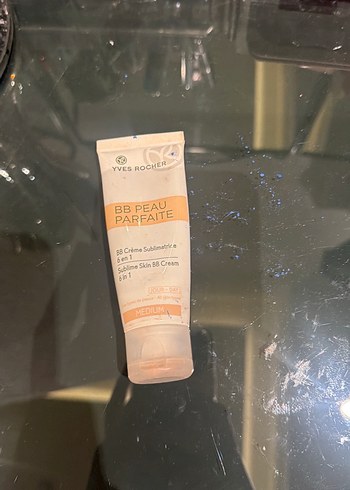 YVES ROCHER
BB PEAU
PARFAITE
BB Crème Sublimatrice
6 en 1
Sublime Skin BB Cream
6 in 1
MEDIUM